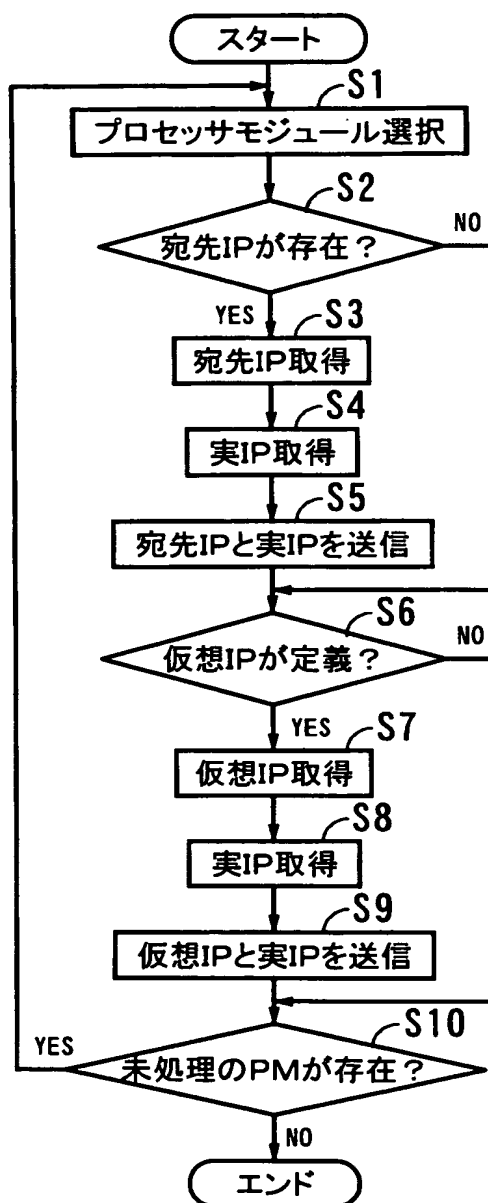 スタート
S1
プロセッサモジュール選択
S2
宛先IPが存在?
NO
YES
S3
宛先IP取得
S4
実IP取得
S5
宛先IPと実IPを送信
S6
仮想IPが定義?
NO
YES
S7
仮想IP取得
S8
実IP取得
S9
仮想IPと実IPを送信
S10
YES
未処理のPMが存在?
NO
エンド